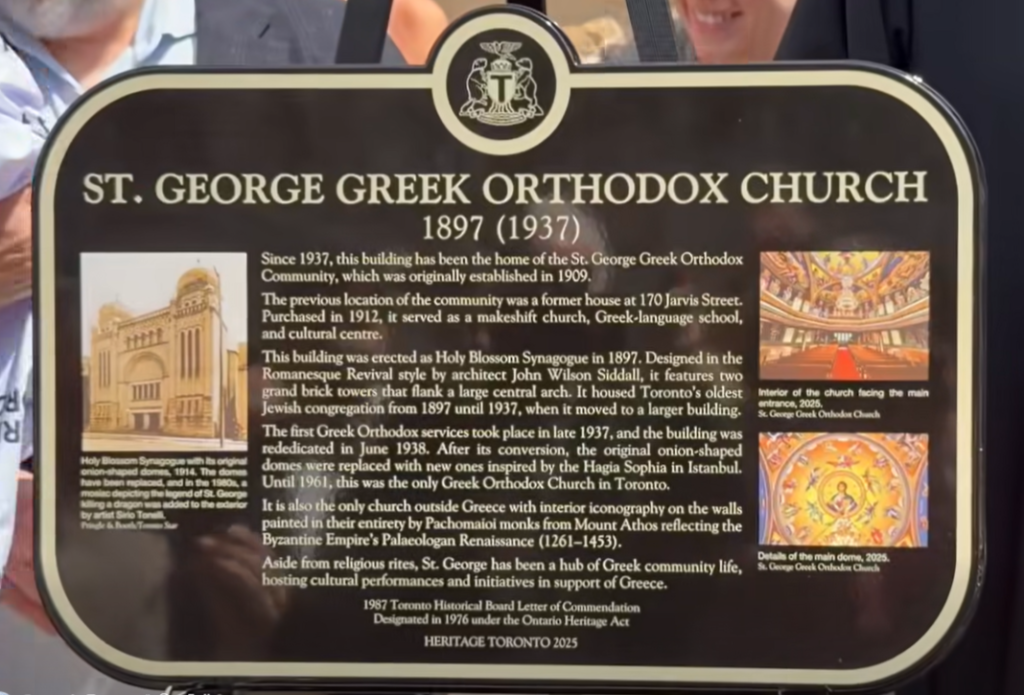 T
ST. GEORGE GREEK ORTHODOX CHURCH
1897 (1937)
Since 1937, this building has been the home of the St. George Greek Orthodox
Community, which was originally established in 1909.
The previous location of the community was a former house at 170 Jarvis Street.
Purchased in 1912, it served as a makeshift church, Greek-language school,
and cultural centre.
This building was erected as Holy Blossom Synagogue in 1897. Designed in the
Romanesque Revival style by architect John Wilson Siddall, it features two
grand brick towers that flank a large central arch. It housed Toronto's oldest
Jewish congregation from 1897 until 1937, when it moved to a larger building.
The first Greek Orthodox services took place in late 1937, and the building was
rededicated in June 1938. After its conversion, the original onion-shaped
domes were replaced with new ones inspired by the Hagia Sophia in Istanbul.
Until 1961, this was the only Greek Orthodox Church in Toronto.
It is also the only church outside Greece with interior iconography on the walls
painted in their entirety by Pachomaioi monks from Mount Athos reflecting the
Byzantine Empire's Palaeologan Renaissance (1261–1453).
Aside from religious rites, St. George has been a hub of Greek community life,
hosting cultural performances and initiatives in support of Greece.
1987 Toronto Historical Board Letter of Commendation
Designated in 1976 under the Ontario Heritage Act
HERITAGE TORONTO 2025
Holy Blossom Synagogue with its original
onion-shaped domes, 1914. The domes
have been replaced, and in the 1980s, a
mosaic depicting the legend of St. George
killing a dragon was added to the exterior
by artist Sirio Tonelli.
Pringle & Booth/Toronto Star
Interior of the church facing the main
entrance, 2025.
St. George Greek Orthodox Church
Details of the main dome, 2025.
St. George Greek Orthodox Church